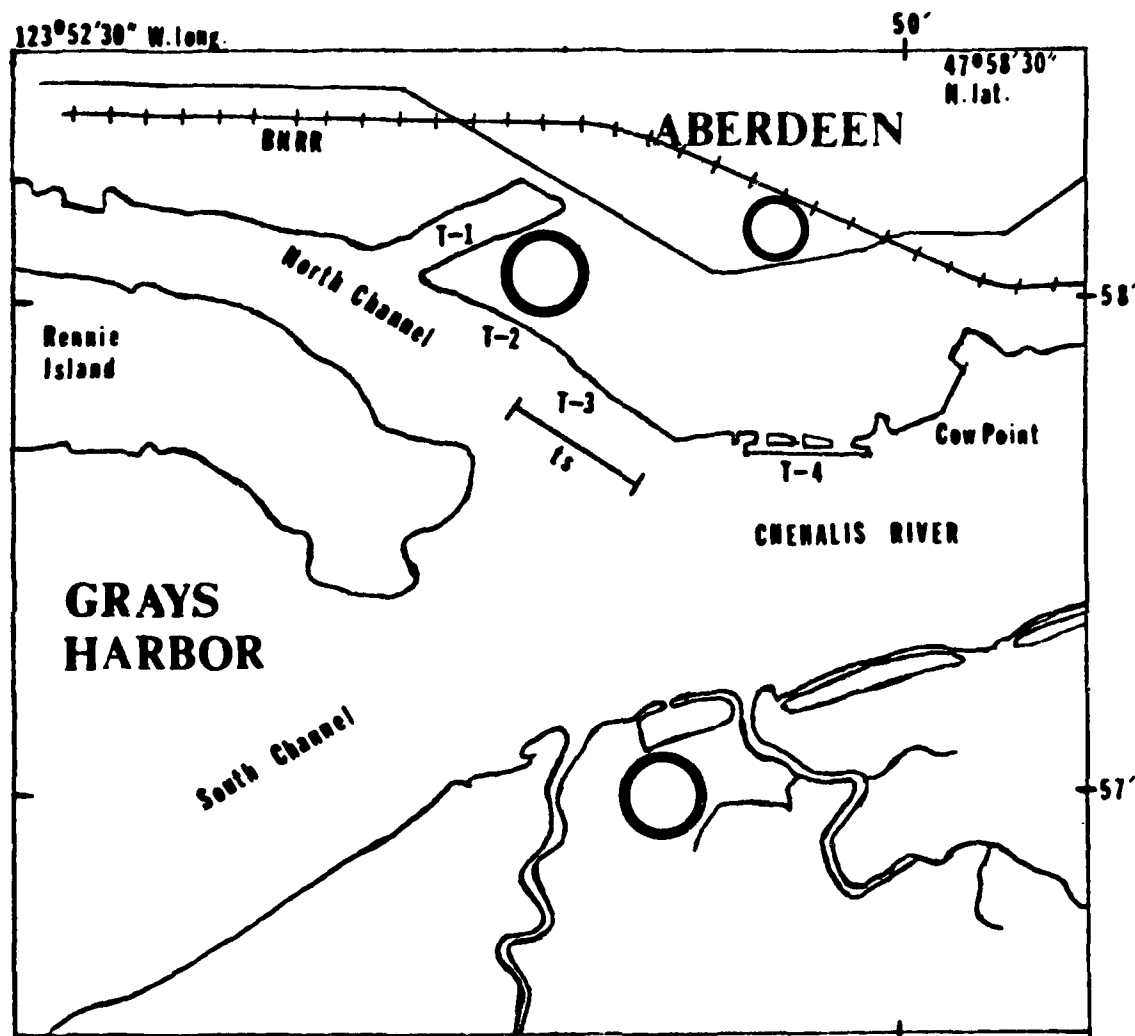 123°52'30" W.long.
50'
47°58'30"
N.lat.
ABERDEEN
BNRR
T-1
North Channel
58'
T-2
Rennie
Island
T-3
ts
Cow Point
T-4
CHEHALIS RIVER
GRAYS
HARBOR
South Channel
57'